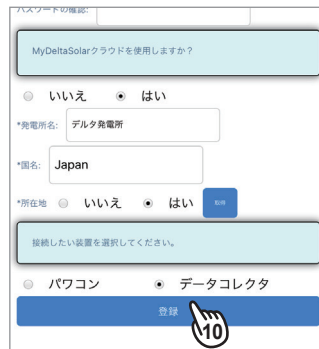 パスワードの確認:
MyDeltaSolarクラウドを使用しますか？
いいえ はい
*発電所名: デルタ発電所
*国名: Japan
*所在地 いいえ はい 取得
接続したい装置を選択してください。
パワコン データコレクタ
登録
10